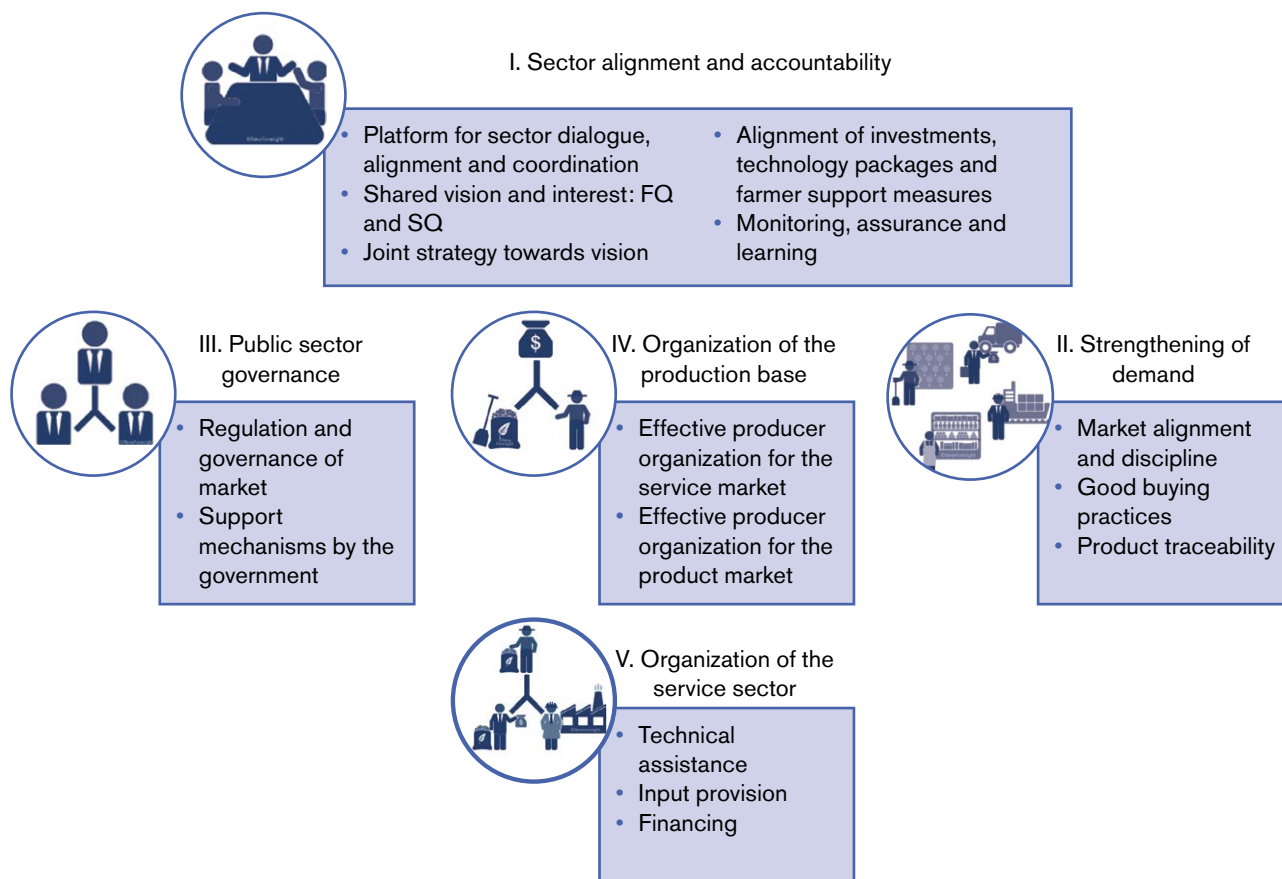 I. Sector alignment and accountability
• Platform for sector dialogue,
alignment and coordination
• Shared vision and interest: FQ
and SQ
• Joint strategy towards vision
• Alignment of investments,
technology packages and
farmer support measures
• Monitoring, assurance and
learning
III. Public sector
governance
• Regulation and
governance of
market
• Support
mechanisms by the
government
IV. Organization of the
production base
$
• Effective producer
organization for the
service market
• Effective producer
organization for the
product market
II. Strengthening of
demand
• Market alignment
and discipline
• Good buying
practices
• Product traceability
V. Organization of the
service sector
• Technical
assistance
• Input provision
• Financing